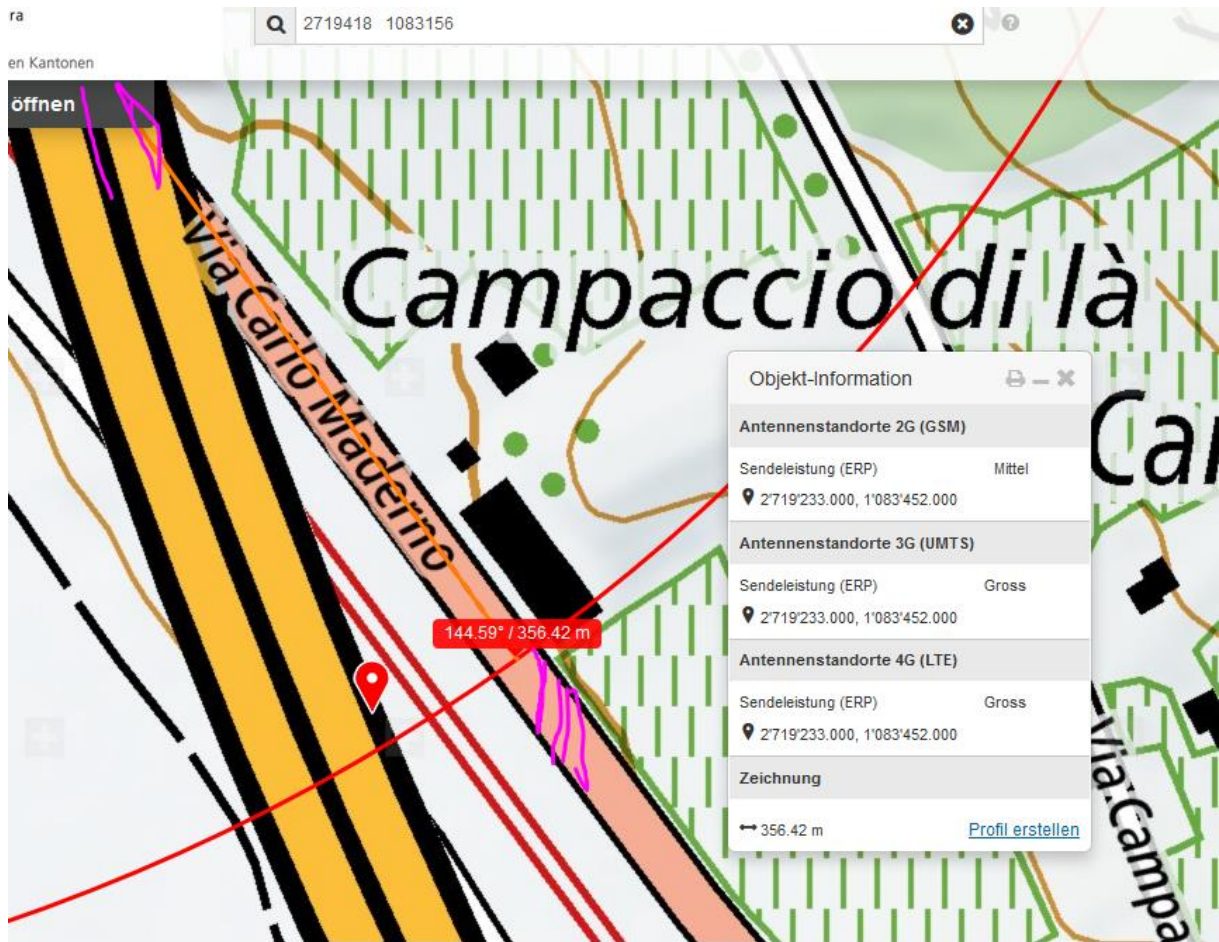 ra
2719418 1083156
en Kantonen
öffnen
Via Carlo Maderno
Campaccio di là
Objekt-Information
Antennenstandorte 2G (GSM)
Sendeleistung (ERP) Mittel
2'719'233.000, 1'083'452.000
Antennenstandorte 3G (UMTS)
Sendeleistung (ERP) Gross
2'719'233.000, 1'083'452.000
Antennenstandorte 4G (LTE)
Sendeleistung (ERP) Gross
2'719'233.000, 1'083'452.000
Zeichnung
356.42 m Profil erstellen
Car
144.59° / 356.42 m
Via Campa